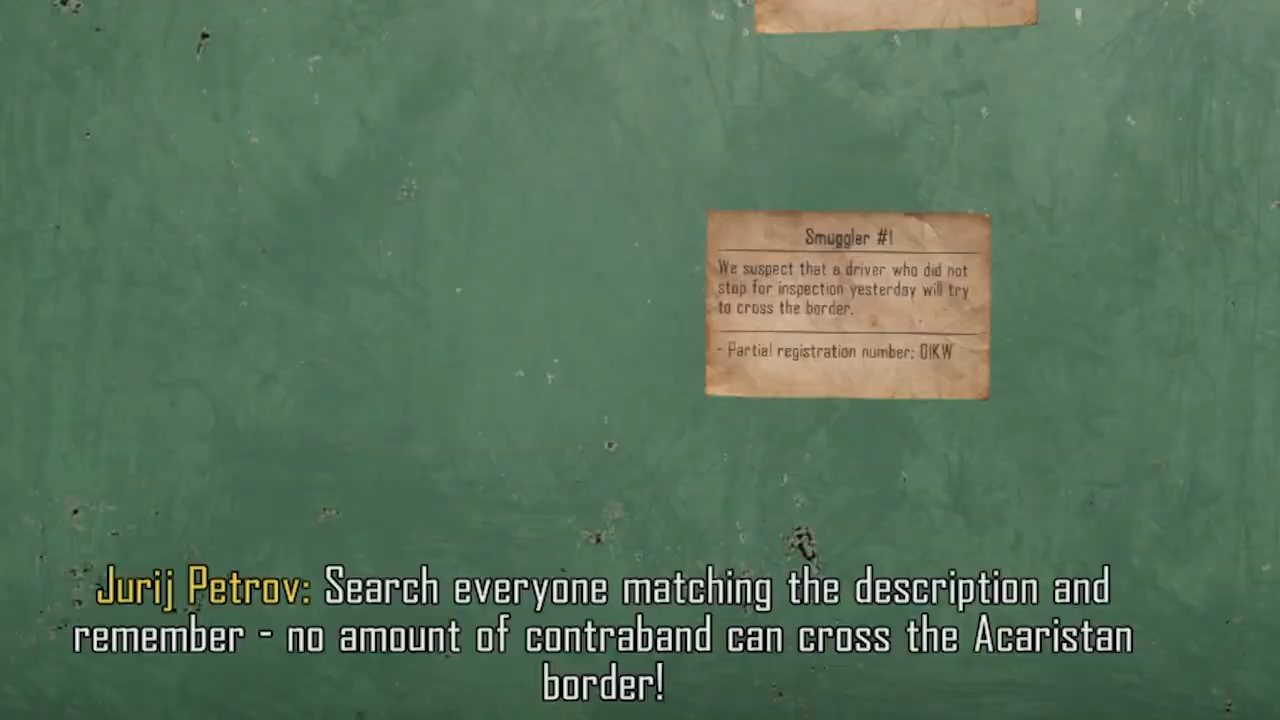 Smuggler #1
We suspect that a driver who did not
stop for inspection yesterday will try
to cross the border.
- Partial registration number: 01KW
Jurij Petrov: Search everyone matching the description and
remember - no amount of contraband can cross the Acaristan
border!